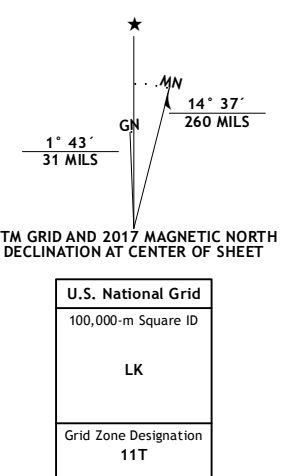 ★
MN
GN
14° 37´
260 MILS
1° 43´
31 MILS
TM GRID AND 2017 MAGNETIC NORTH
DECLINATION AT CENTER OF SHEET
U.S. National Grid
100,000-m Square ID
LK
Grid Zone Designation
11T